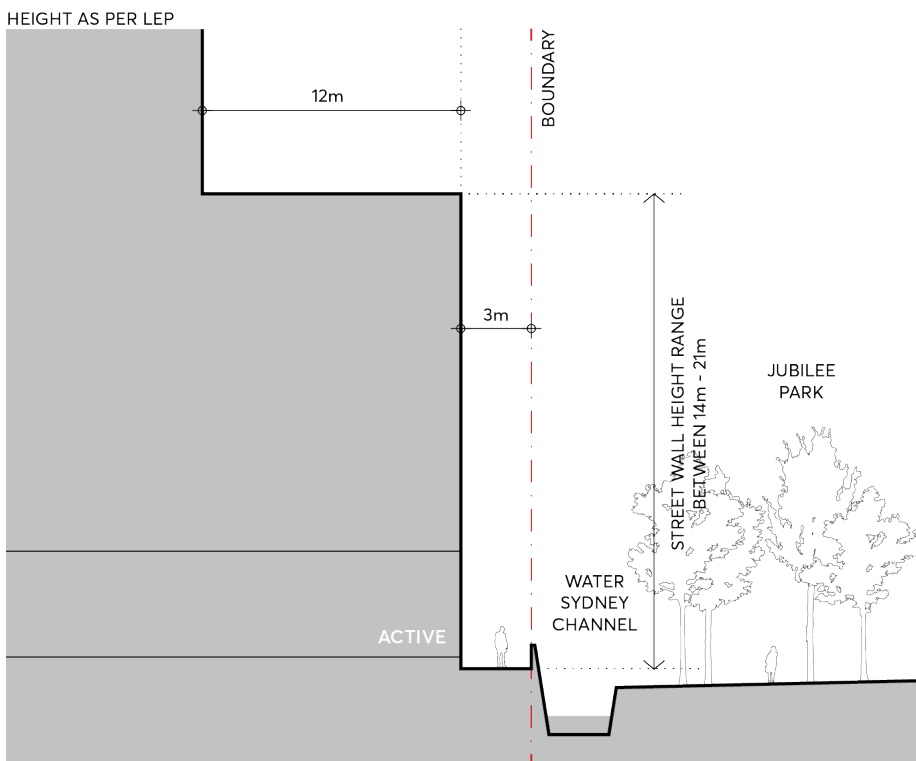 HEIGHT AS PER LEP
BOUNDARY
12m
3m
STREET WALL HEIGHT RANGE
BETWEEN 14m - 21m
JUBILEE
PARK
WATER
SYDNEY
CHANNEL
ACTIVE